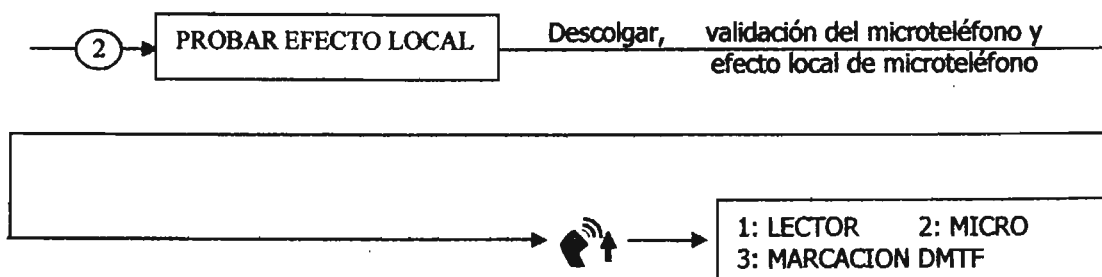 2 PROBAR EFECTO LOCAL Descolgar, validación del microteléfono y
efecto local de microteléfono
1: LECTOR 2: MICRO
3: MARCACION DMTF